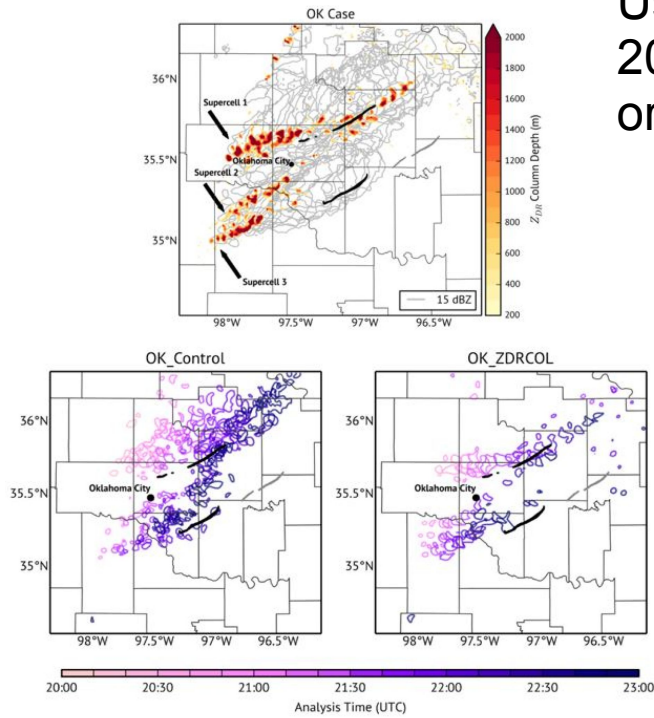 OK Case
36°N
35.5°N
35°N
98°W 97.5°W 97°W 96.5°W
Supercell 1
Oklahoma City
Supercell 2
Supercell 3
15 dBZ
2000
1800
1600
1400
1200
1000
800
600
400
200
Z_DR Column Depth (m)
20
OK_Control
36°N
35.5°N
35°N
Oklahoma City
98°W 97.5°W 97°W 96.5°W
OK_ZDRCOL
36°N
35.5°N
35°N
Oklahoma City
98°W 97.5°W 97°W 96.5°W
20:00 20:30 21:00 21:30 22:00 22:30 23:00
Analysis Time (UTC)